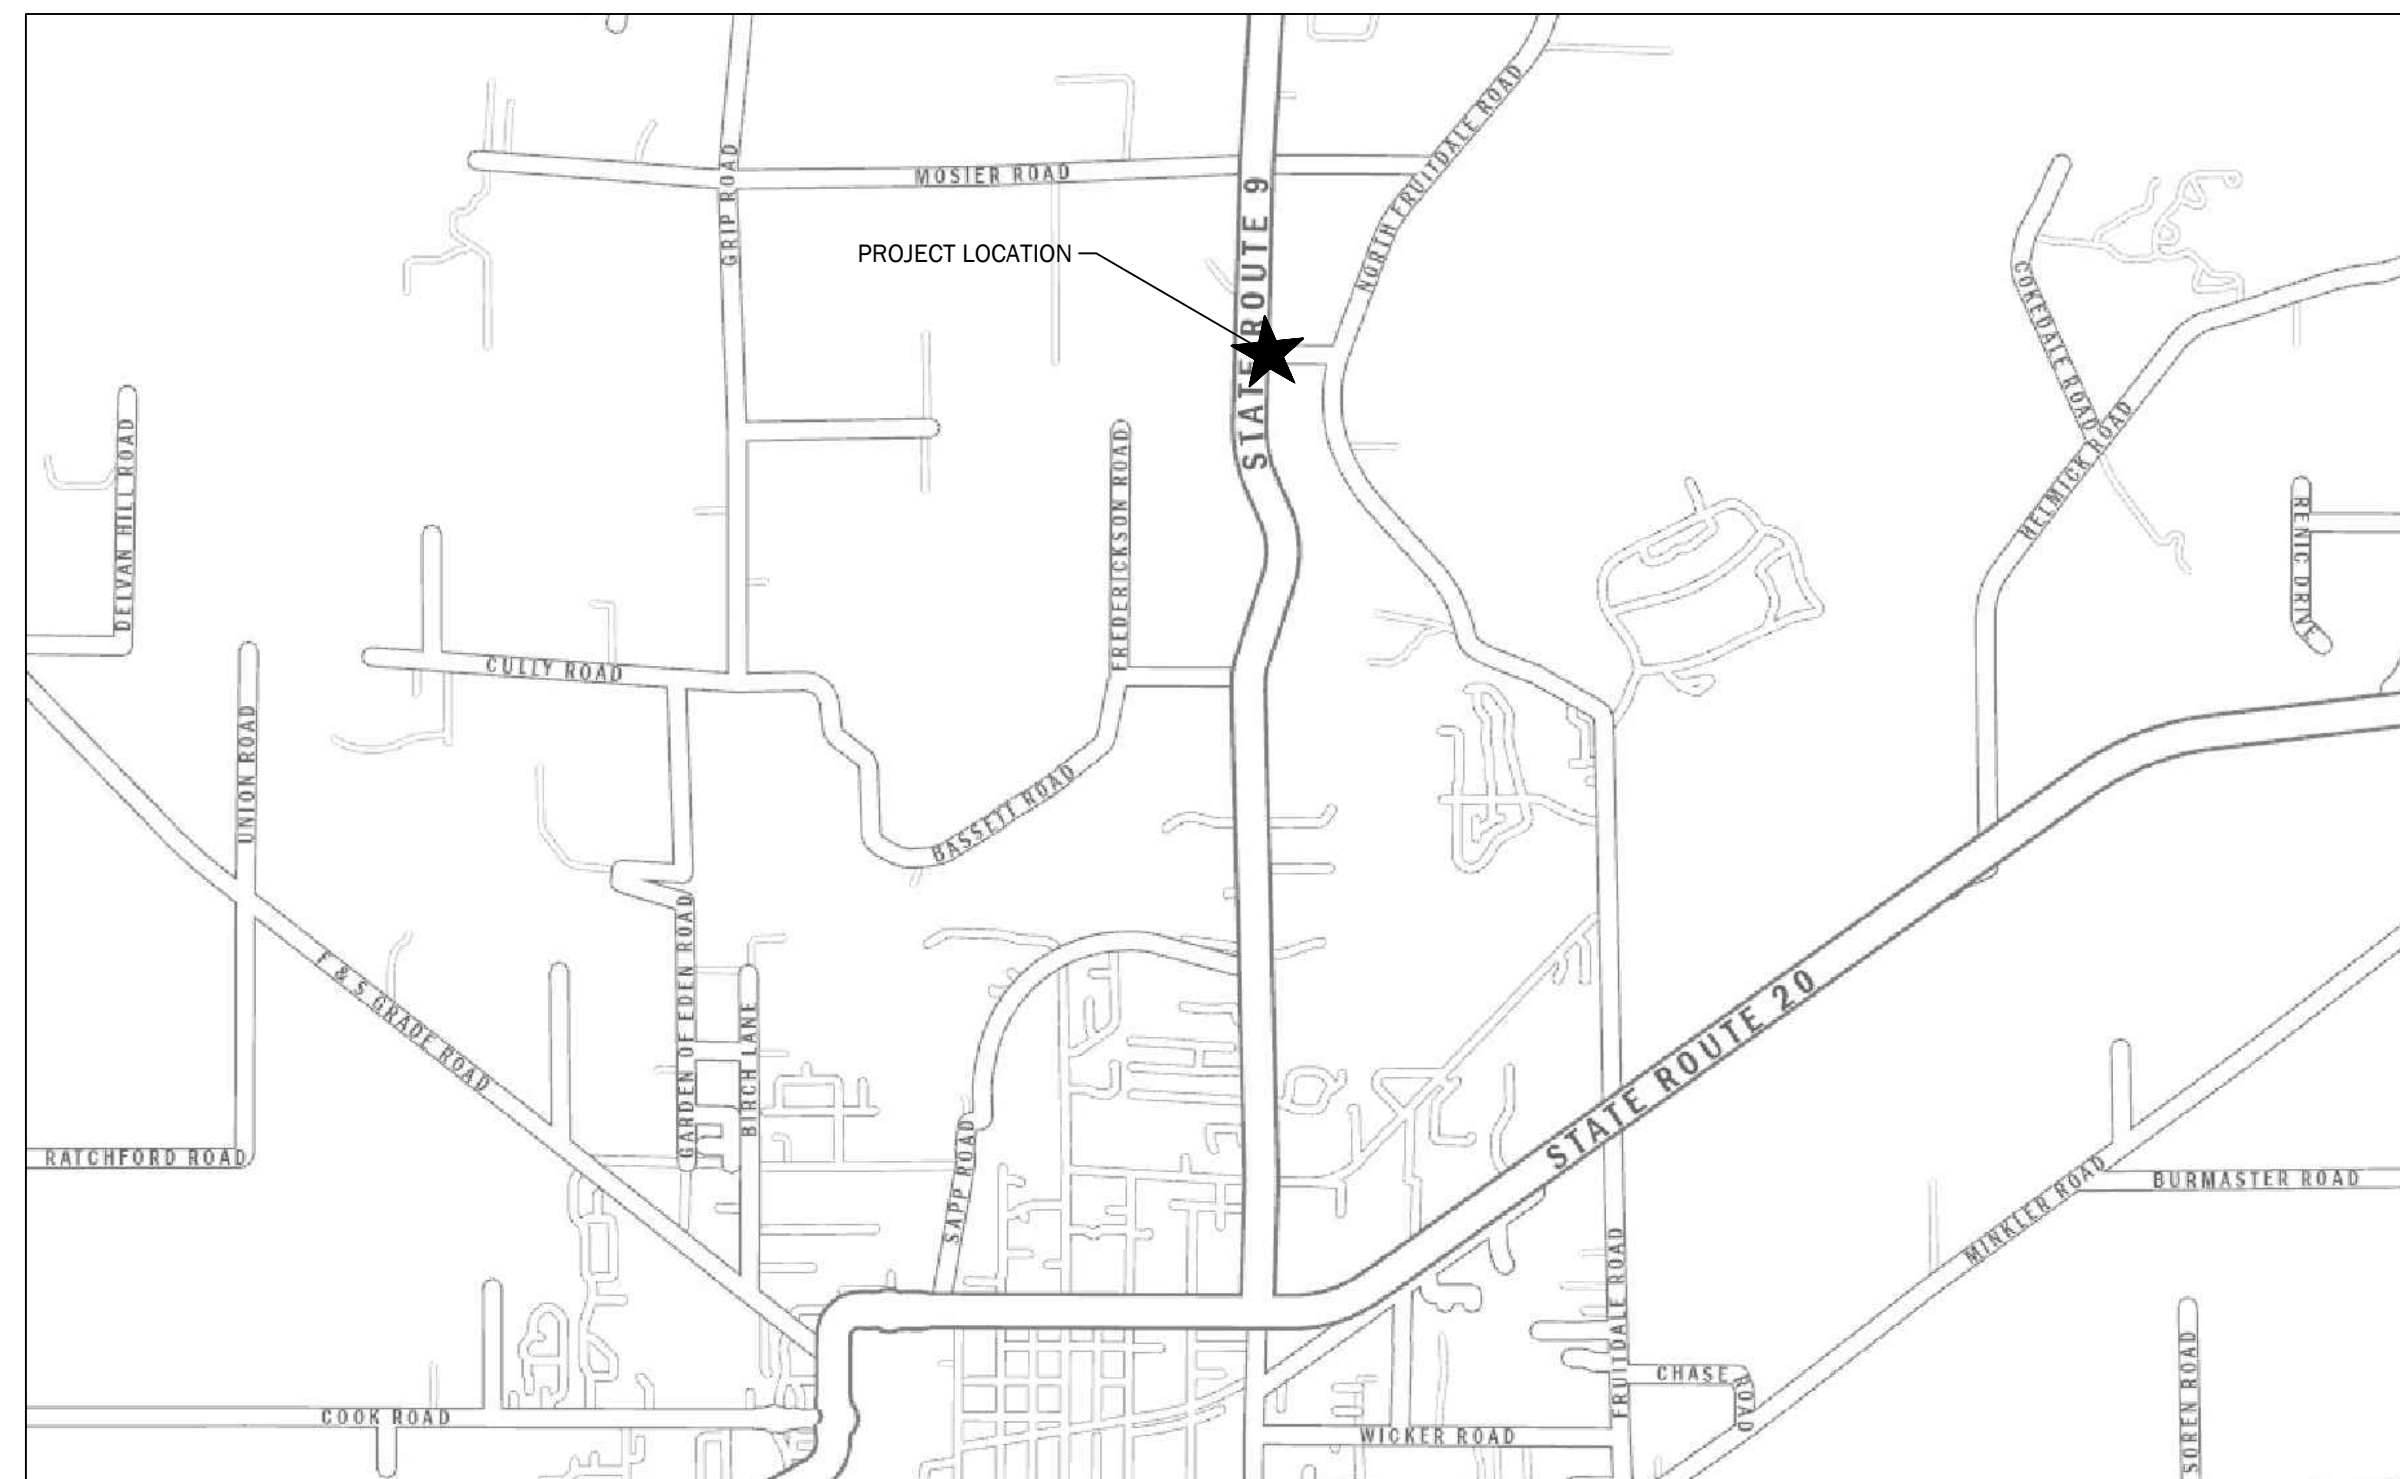 NORTH FRUITDALE ROAD
MOSIER ROAD
GRIP ROAD
STATE ROUTE 9
PROJECT LOCATION
COKEDALE ROAD
HELMICK ROAD
DELVAN HILL ROAD
FREDERICKSON ROAD
RENIC DRIVE
CULLY ROAD
UNION ROAD
BASSETT ROAD
F & S GRADE ROAD
GARDEN OF EDEN ROAD
BIRCH LANE
STATE ROUTE 20
RATCHFORD ROAD
SAPP ROAD
MINKLER ROAD
BURMASTER ROAD
FRUITDALE ROAD
CHASE ROAD
SOREN ROAD
COOK ROAD
WICKER ROAD